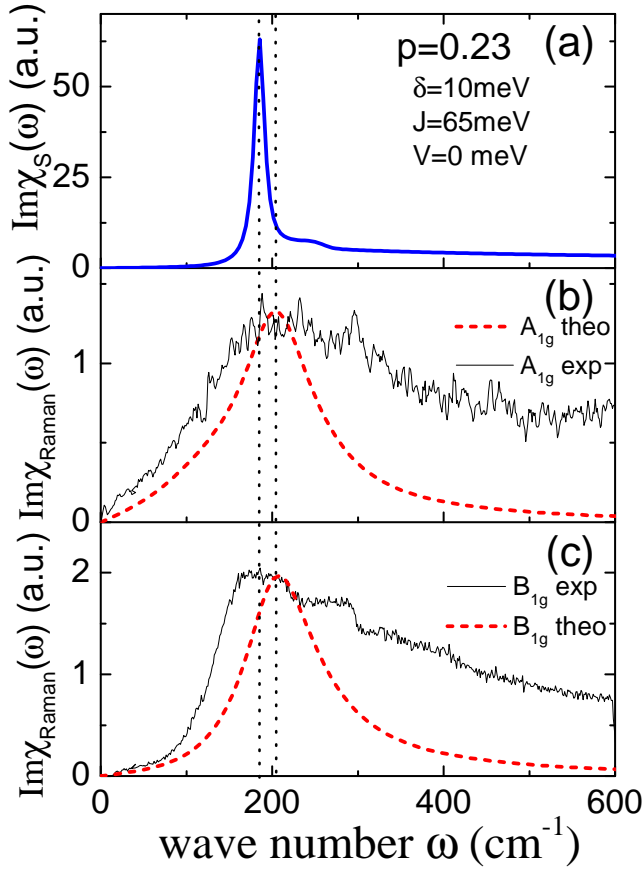 (a)
p=0.23
δ=10meV
J=65meV
V=0 meV
Imχ_S(ω) (a.u.)
50
25
0
(b)
A_1g theo
A_1g exp
Imχ_Raman(ω) (a.u.)
1
0
(c)
B_1g exp
B_1g theo
Imχ_Raman(ω) (a.u.)
2
1
0
0 200 400 600
wave number ω (cm^-1)